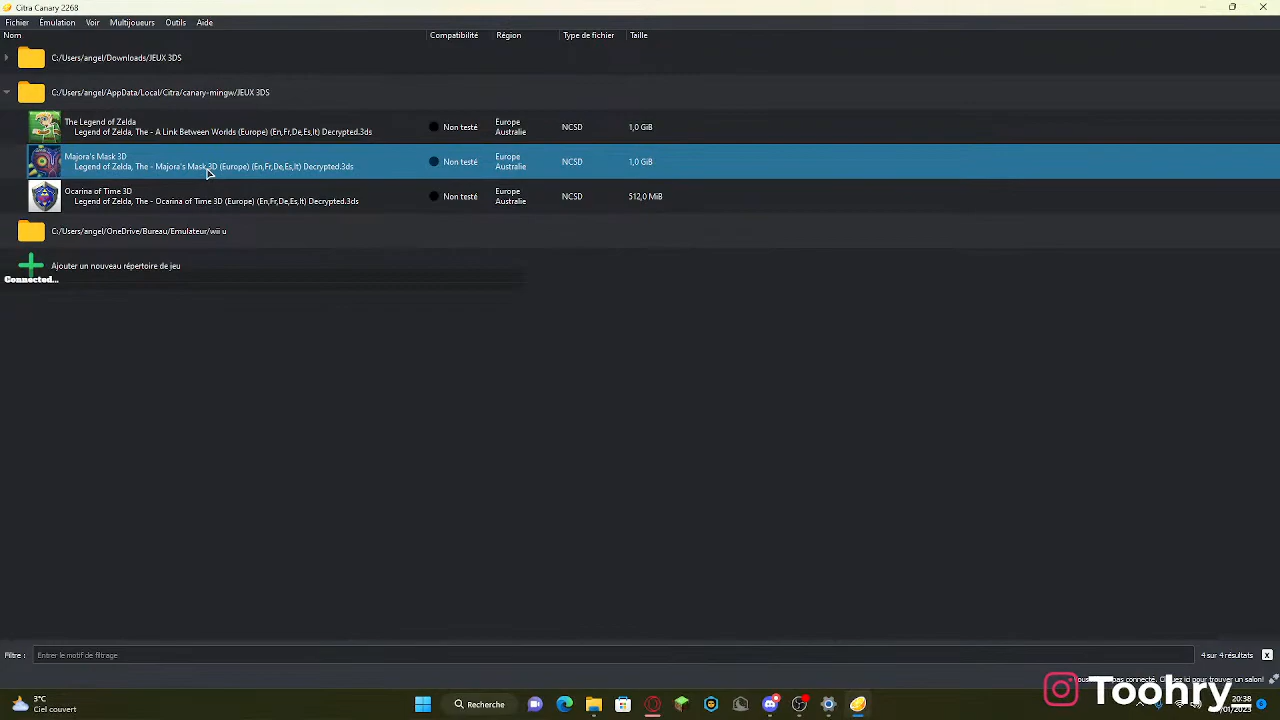 Citra Canary 2268
Fichier Émulation Voir Multijoueurs Outils Aide
Nom Compatibilité Région Type de fichier Taille
C:/Users/angel/Downloads/JEUX 3DS
C:/Users/angel/AppData/Local/Citra/canary-mingw/JEUX 3DS
The Legend of Zelda
Legend of Zelda, The - A Link Between Worlds (Europe) (En,Fr,De,Es,It) Decrypted.3ds
Non testé
Europe
Australie
NCSD
1,0 GiB
Majora's Mask 3D
Legend of Zelda, The - Majora's Mask 3D (Europe) (En,Fr,De,Es,It) Decrypted.3ds
Non testé
Europe
Australie
NCSD
1,0 GiB
Ocarina of Time 3D
Legend of Zelda, The - Ocarina of Time 3D (Europe) (En,Fr,De,Es,It) Decrypted.3ds
Non testé
Europe
Australie
NCSD
512,0 MiB
C:/Users/angel/OneDrive/Bureau/Emulateur/wii u
Ajouter un nouveau répertoire de jeu
Connected...
Filtre : Entrer le motif de filtrage 4 sur 4 résultats x
pour trouver un salon!
Toohry
3°C
Ciel couvert
Recherche
20:38